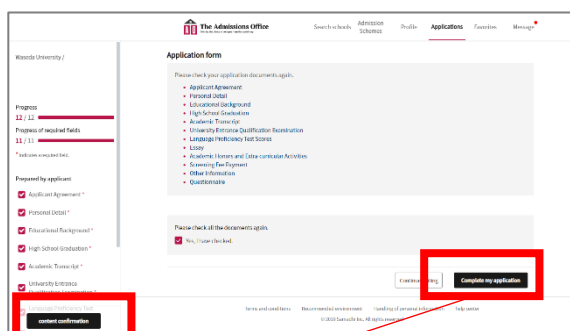 The Admissions Office
Search schools
Admission Schemes
Profile
Applications
Favorites
Message
Waseda University /
Progress
12 / 12
Progress of required fields
11 / 11
* Indicates a required field.
Prepared by applicant
Applicant Agreement *
Personal Detail *
Educational Background *
High School Graduation *
Academic Transcript *
University Entrance
Qualification Examination *
Language Proficiency Test
content confirmation
Application form
Please check your application documents again.
• Applicant Agreement
• Personal Detail
• Educational Background
• High School Graduation
• Academic Transcript
• University Entrance Qualification Examination
• Language Proficiency Test Scores
• Essay
• Academic Honors and Extra-curricular Activities
• Screening Fee Payment
• Other Information
• Questionnaire
Please check all the documents again.
Yes, I have checked.
Complete my application
Terms and conditions
Recommended environment
Handling of personal information
Help center